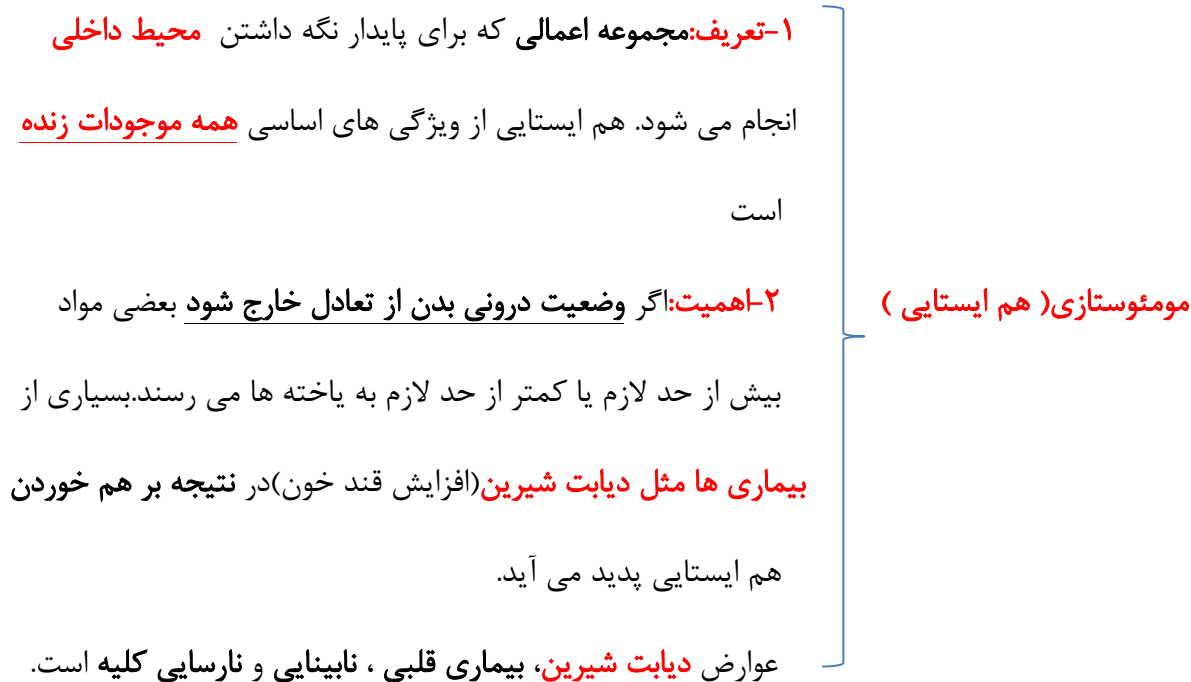 مومئوستازی( هم ایستایی )
۱-تعریف:مجموعه اعمالی که برای پایدار نگه داشتن محیط داخلی
انجام می شود. هم ایستایی از ویژگی های اساسی همه موجودات زنده
است
۲-اهمیت:اگر وضعیت درونی بدن از تعادل خارج شود بعضی مواد
بیش از حد لازم یا کمتر از حد لازم به یاخته ها می رسند.بسیاری از
بیماری ها مثل دیابت شیرین(افزایش قند خون)در نتیجه بر هم خوردن
هم ایستایی پدید می آید.
عوارض دیابت شیرین، بیماری قلبی ، نابینایی و نارسایی کلیه است.